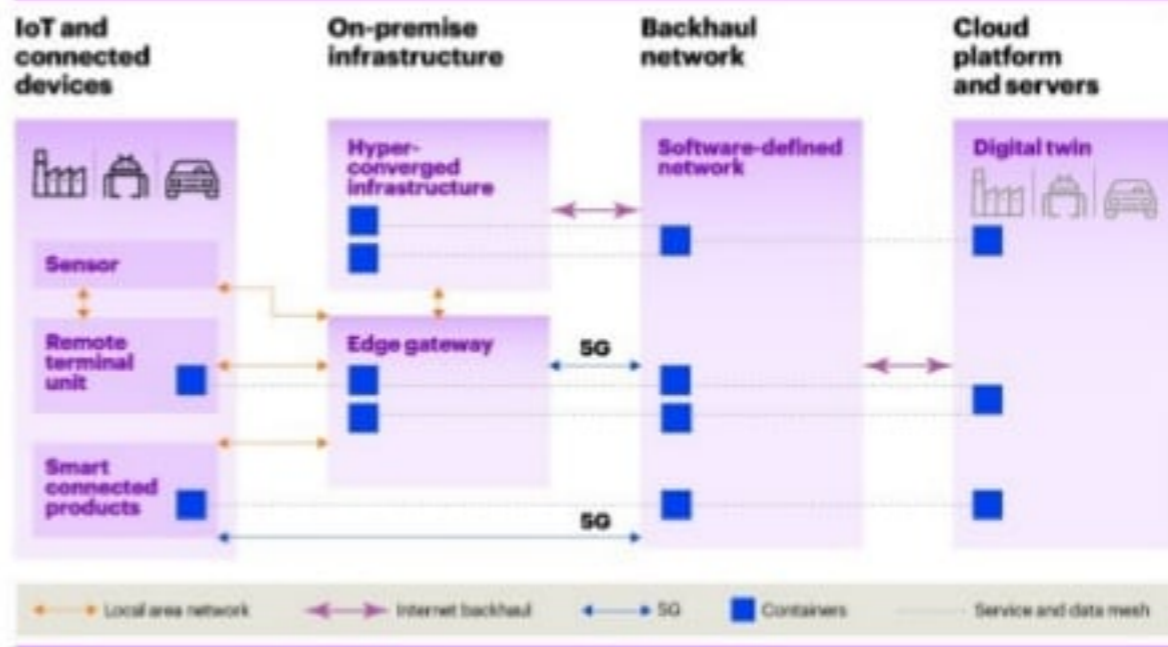 IoT and
connected
devices
On-premise
infrastructure
Backhaul
network
Cloud
platform
and servers
Hyper-
converged
infrastructure
Software-defined
network
Digital twin
Sensor
Remote
terminal
unit
Edge gateway
5G
Smart
connected
products
5G
Local area network
Internet backhaul
5G
Containers
Service and data mesh